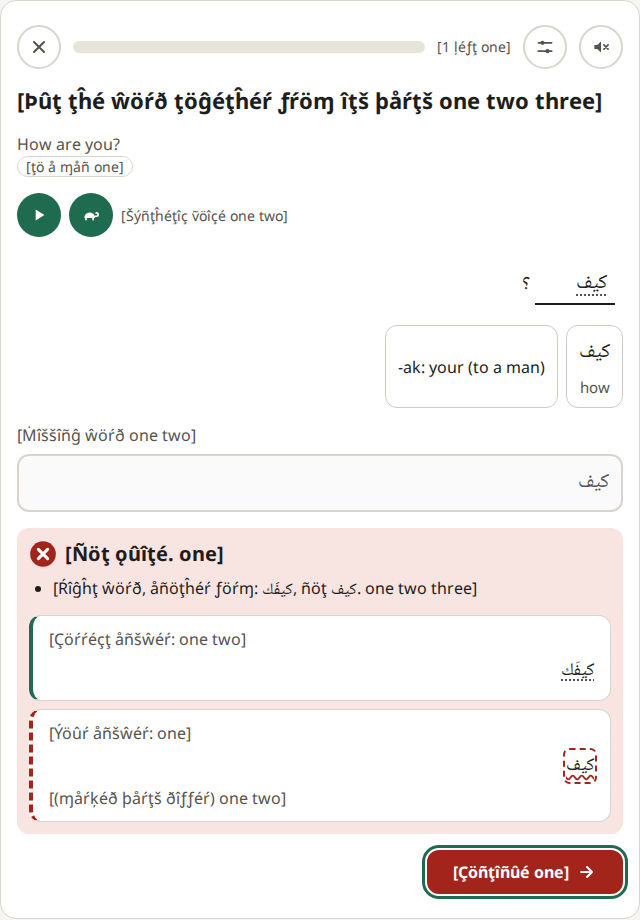 [1 ļéƒţ one]
[Þûţ ţĥé ŵöŕð ţöĝéţĥéŕ ƒŕöɱ îţš þåŕţš one two three]
How are you?
[ţö å ɱåñ one]
[Šýñţĥéţîç ṽöîçé one two]
كيف ؟
كيف
how
-ak: your (to a man)
[Ṁîššîñĝ ŵöŕð one two]
كيف
[Ñöţ ǫûîţé. one]
[Ŕîĝĥţ ŵöŕð, åñöţĥéŕ ƒöŕɱ: كيفَك, ñöţ كيف. one two three]
[Çöŕŕéçţ åñšŵéŕ: one two]
كيفَك
[Ýöûŕ åñšŵéŕ: one]
كيف
[(ɱåŕķéð þåŕţš ðîƒƒéŕ) one two]
[Çöñţîñûé one]